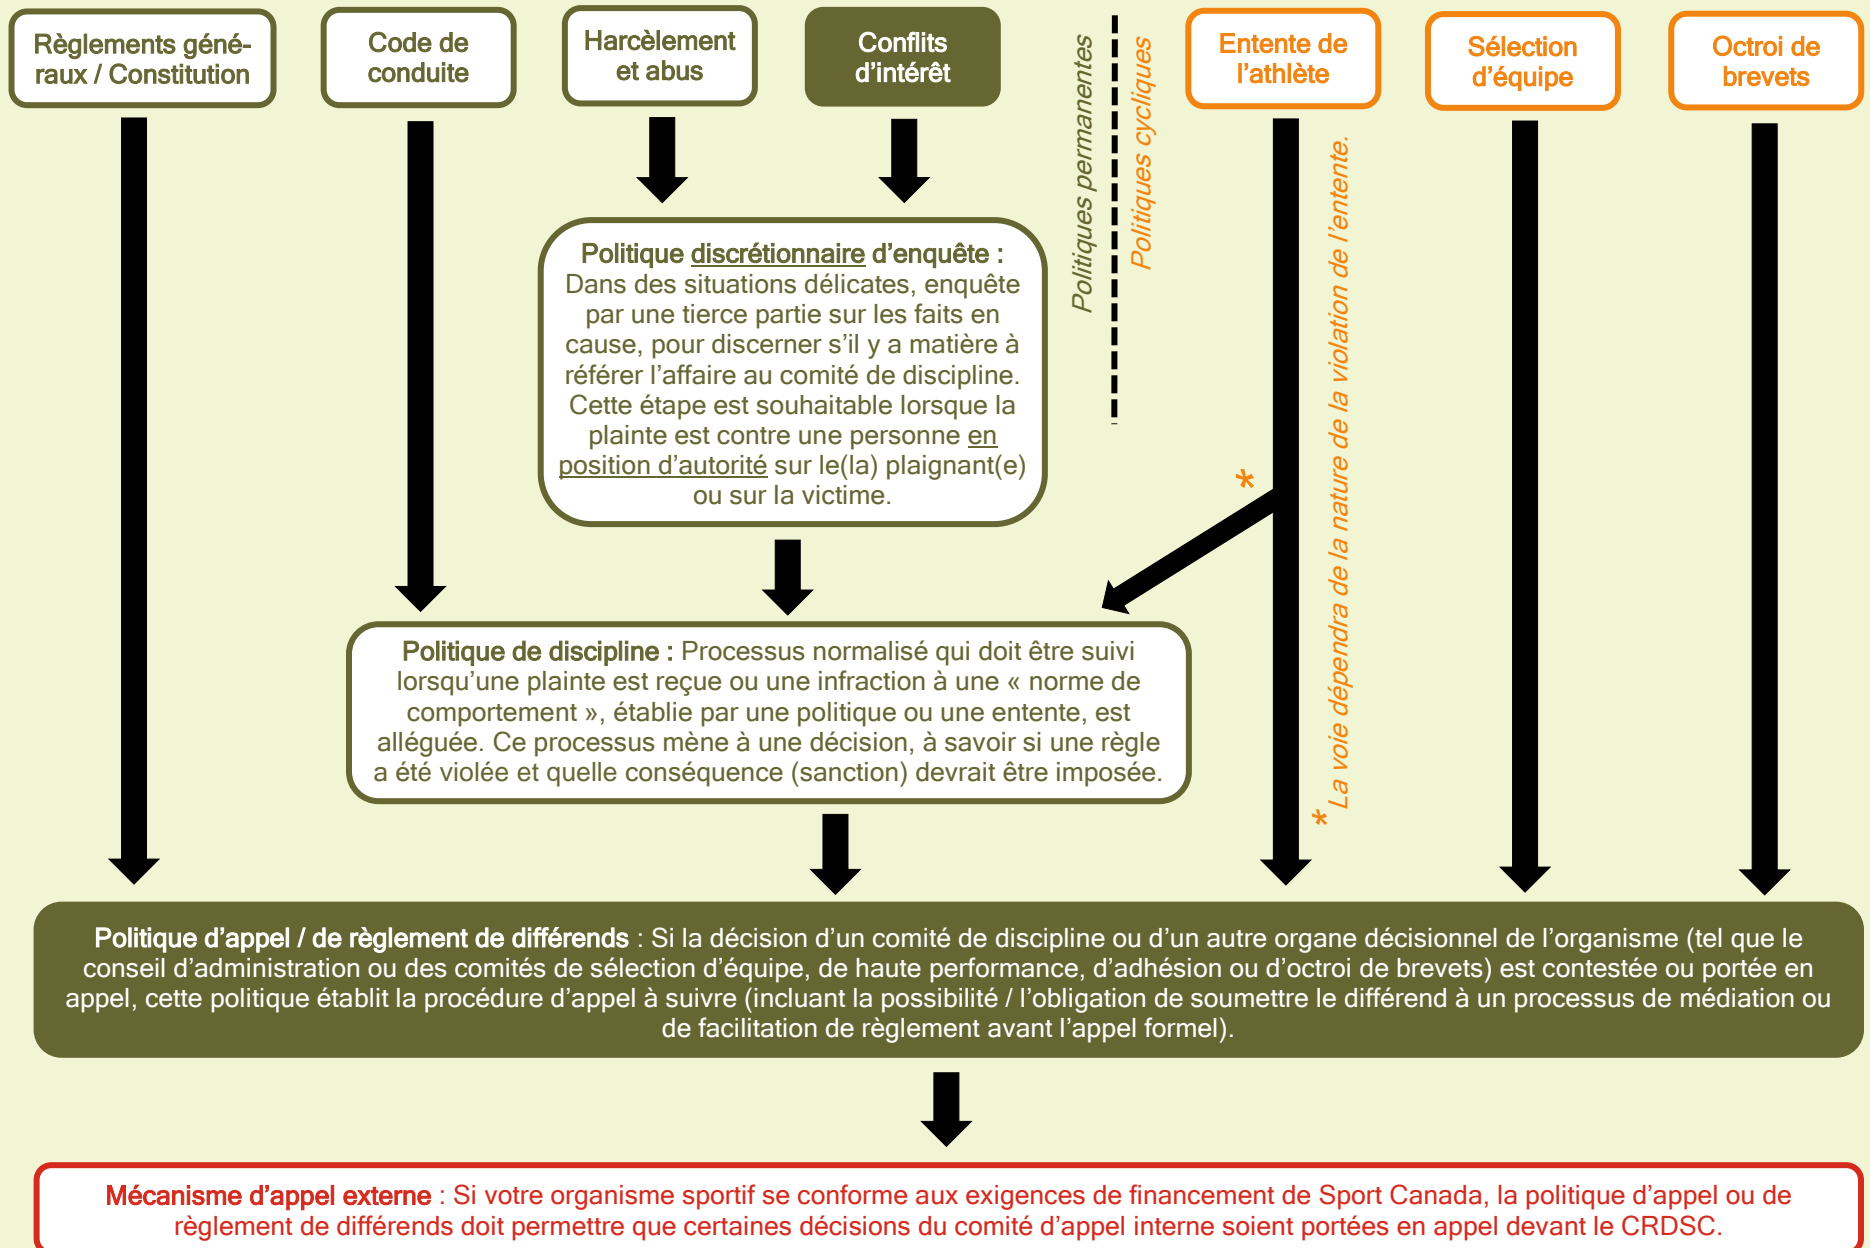 Règlements géné-
raux / Constitution
Code de
conduite
Harcèlement
et abus
Conflits
d'intérêt
Politiques permanentes
Politiques cycliques
Entente de
l'athlète
Sélection
d'équipe
Octroi de
brevets
Politique discrétionnaire d'enquête :
Dans des situations délicates, enquête
par une tierce partie sur les faits en
cause, pour discerner s'il y a matière à
référer l'affaire au comité de discipline.
Cette étape est souhaitable lorsque la
plainte est contre une personne en
position d'autorité sur le(la) plaignant(e)
ou sur la victime.
*
* La voie dépendra de la nature de la violation de l'entente.
Politique de discipline : Processus normalisé qui doit être suivi
lorsqu'une plainte est reçue ou une infraction à une « norme de
comportement », établie par une politique ou une entente, est
alléguée. Ce processus mène à une décision, à savoir si une règle
a été violée et quelle conséquence (sanction) devrait être imposée.
Politique d'appel / de règlement de différends : Si la décision d'un comité de discipline ou d'un autre organe décisionnel de l'organisme (tel que le
conseil d'administration ou des comités de sélection d'équipe, de haute performance, d'adhésion ou d'octroi de brevets) est contestée ou portée en
appel, cette politique établit la procédure d'appel à suivre (incluant la possibilité / l'obligation de soumettre le différend à un processus de médiation ou
de facilitation de règlement avant l'appel formel).
Mécanisme d'appel externe : Si votre organisme sportif se conforme aux exigences de financement de Sport Canada, la politique d'appel ou de
règlement de différends doit permettre que certaines décisions du comité d'appel interne soient portées en appel devant le CRDSC.